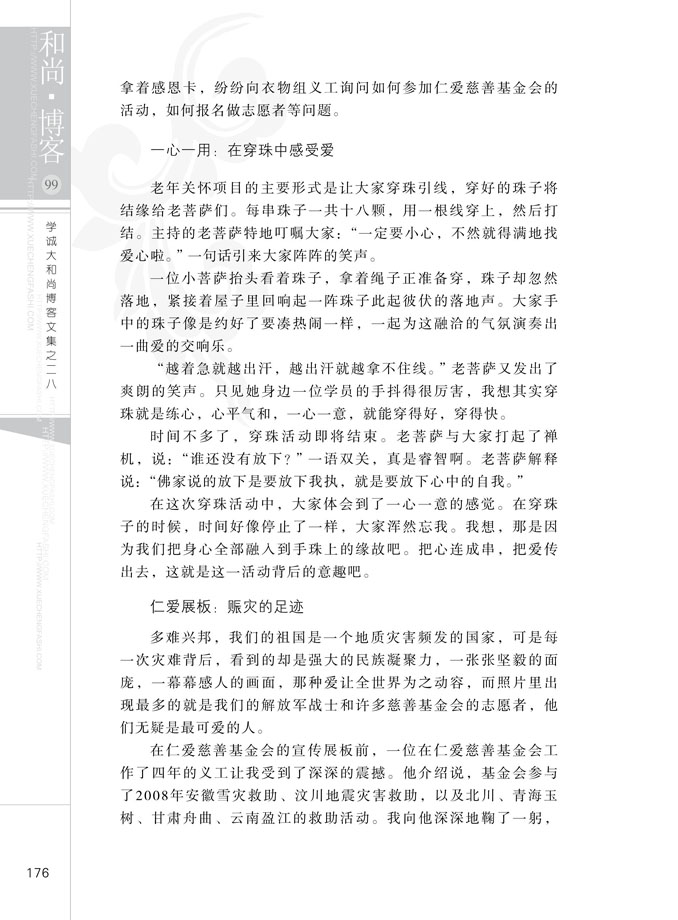 和尚·博客
99
学诚大和尚博客文集之二八
拿着感恩卡，纷纷向衣物组义工询问如何参加仁爱慈善基金会的
活动，如何报名做志愿者等问题。
一心一用：在穿珠中感受爱
老年关怀项目的主要形式是让大家穿珠引线，穿好的珠子将
结缘给老菩萨们。每串珠子一共十八颗，用一根线穿上，然后打
结。主持的老菩萨特地叮嘱大家：“一定要小心，不然就得满地找
爱心啦。”一句话引来大家阵阵的笑声。
一位小菩萨抬头看着珠子，拿着绳子正准备穿，珠子却忽然
落地，紧接着屋子里回响起一阵珠子此起彼伏的落地声。大家手
中的珠子像是约好了要凑热闹一样，一起为这融洽的气氛演奏出
一曲爱的交响乐。
“越着急就越出汗，越出汗就越拿不住线。”老菩萨又发出了
爽朗的笑声。只见她身边一位学员的手抖得很厉害，我想其实穿
珠就是练心，心平气和，一心一意，就能穿得好，穿得快。
时间不多了，穿珠活动即将结束。老菩萨与大家打起了禅
机，说：“谁还没有放下？”一语双关，真是睿智啊。老菩萨解释
说：“佛家说的放下是要放下我执，就是要放下心中的自我。”
在这次穿珠活动中，大家体会到了一心一意的感觉。在穿珠
子的时候，时间好像停止了一样，大家浑然忘我。我想，那是因
为我们把身心全部融入到手珠上的缘故吧。把心连成串，把爱传
出去，这就是这一活动背后的意趣吧。
仁爱展板：赈灾的足迹
多难兴邦，我们的祖国是一个地质灾害频发的国家，可是每
一次灾难背后，看到的却是强大的民族凝聚力，一张张坚毅的面
庞，一幕幕感人的画面，那种爱让全世界为之动容，而照片里出
现最多的就是我们的解放军战士和许多慈善基金会的志愿者，他
们无疑是最可爱的人。
在仁爱慈善基金会的宣传展板前，一位在仁爱慈善基金会工
作了四年的义工让我受到了深深的震撼。他介绍说，基金会参与
了2008年安徽雪灾救助、汶川地震灾害救助，以及北川、青海玉
树、甘肃舟曲、云南盈江的救助活动。我向他深深地鞠了一躬，
176